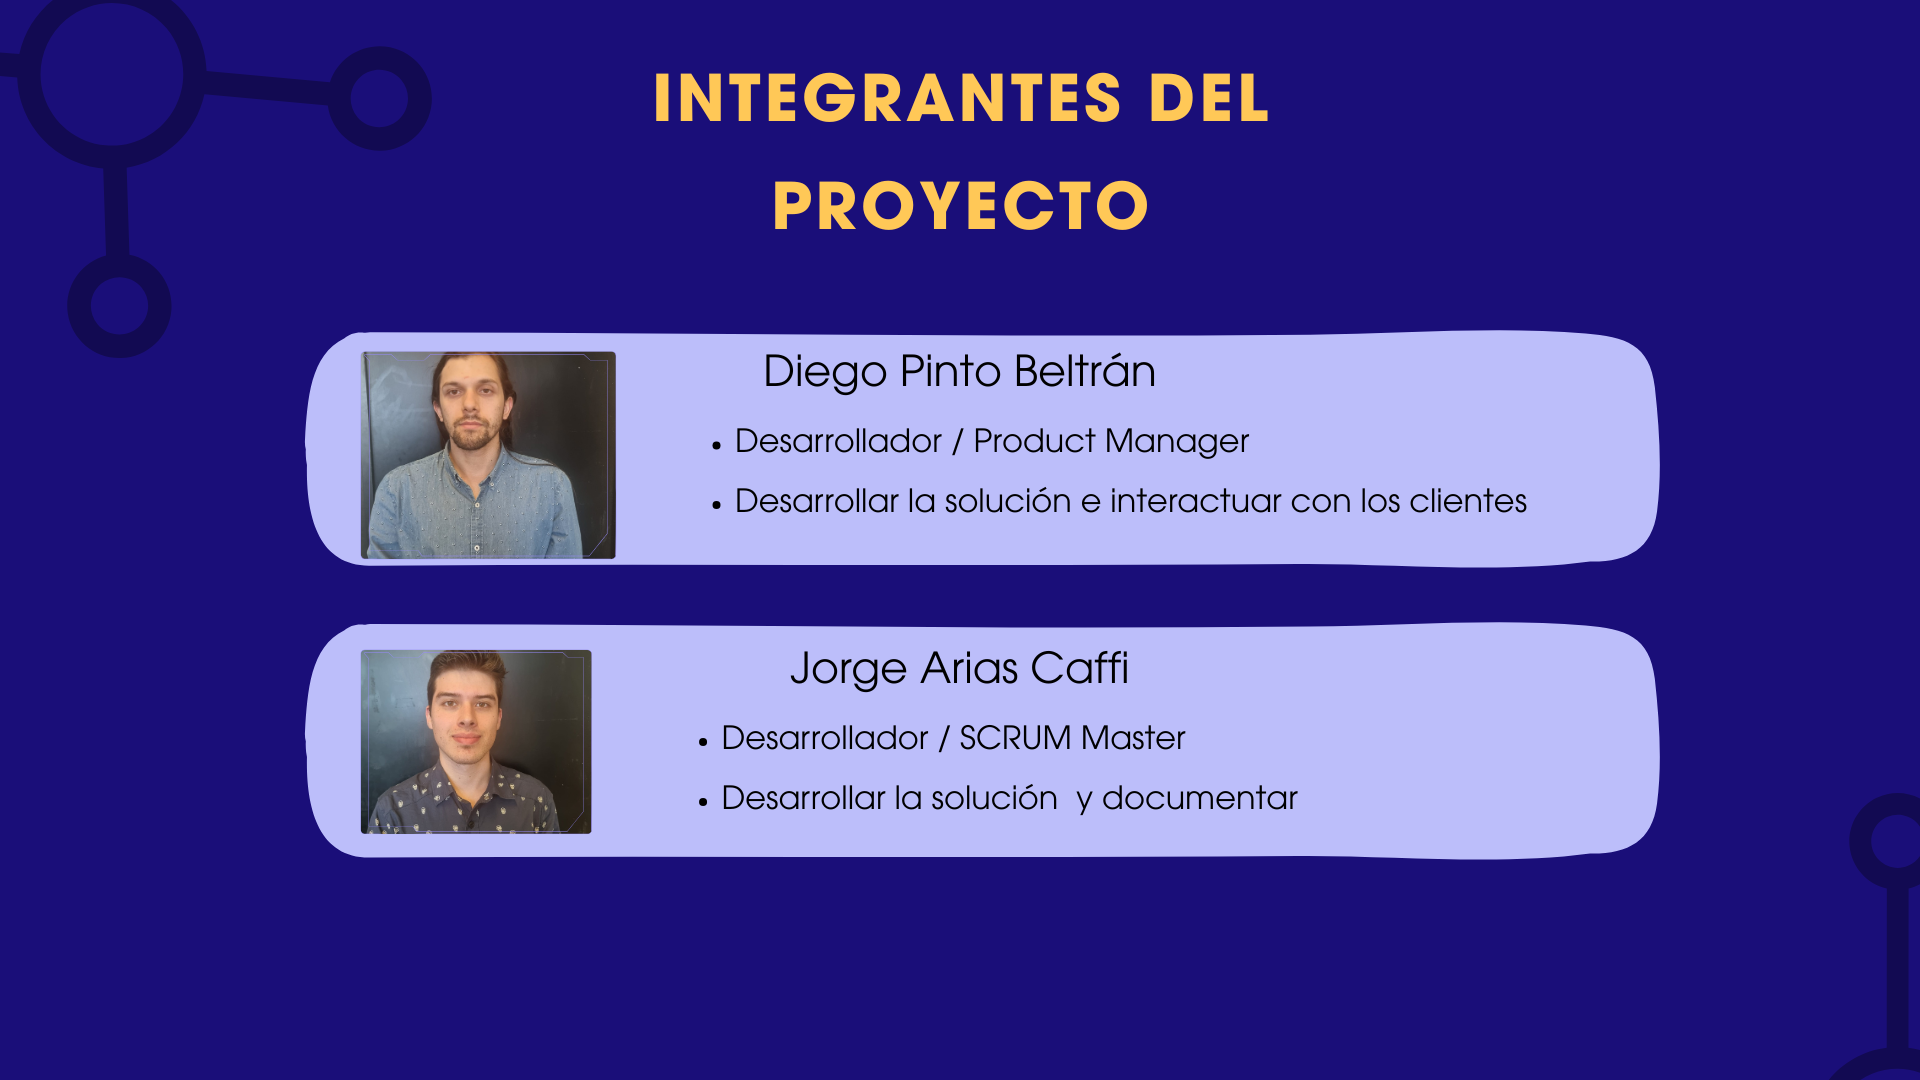 INTEGRANTES DEL
PROYECTO
Diego Pinto Beltrán
• Desarrollador / Product Manager
• Desarrollar la solución e interactuar con los clientes
Jorge Arias Caffi
• Desarrollador / SCRUM Master
• Desarrollar la solución  y documentar